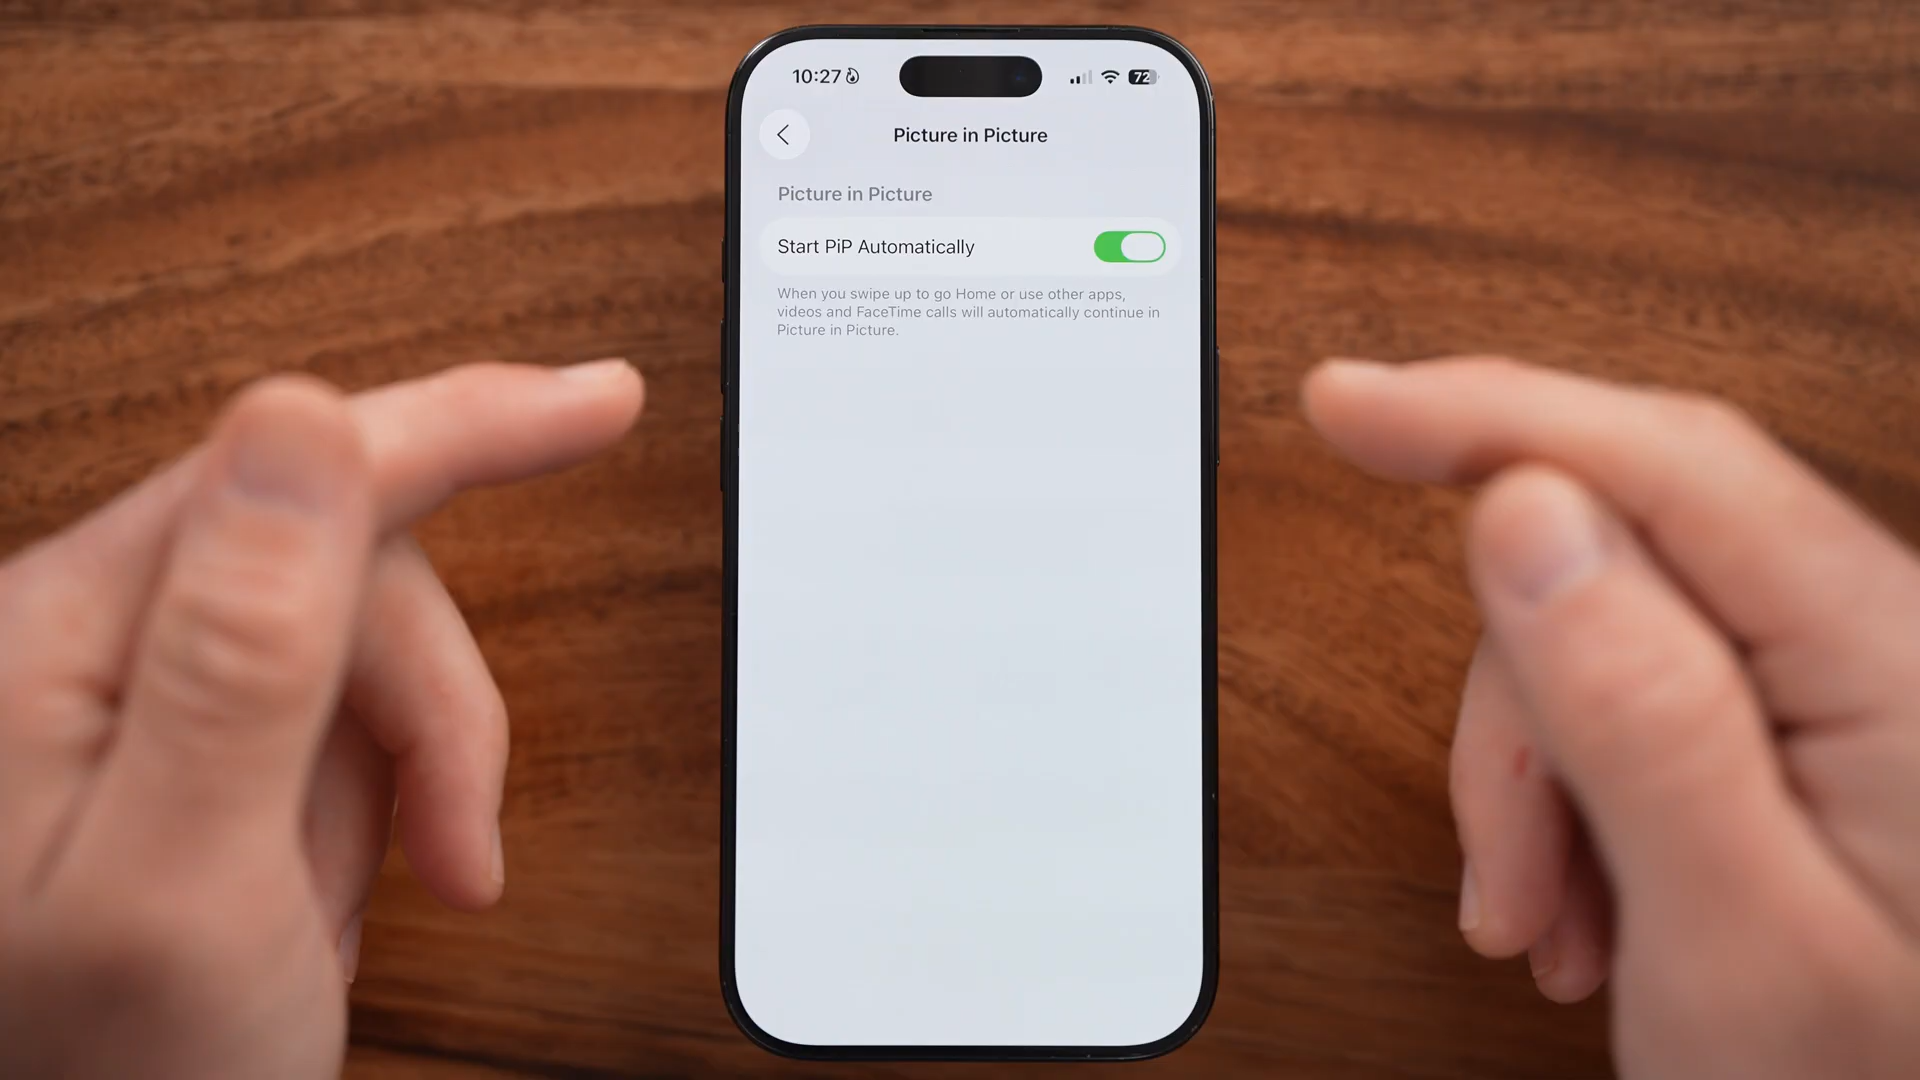 10:27
72
Picture in Picture
Picture in Picture
Start PiP Automatically
When you swipe up to go Home or use other apps,
videos and FaceTime calls will automatically continue in
Picture in Picture.